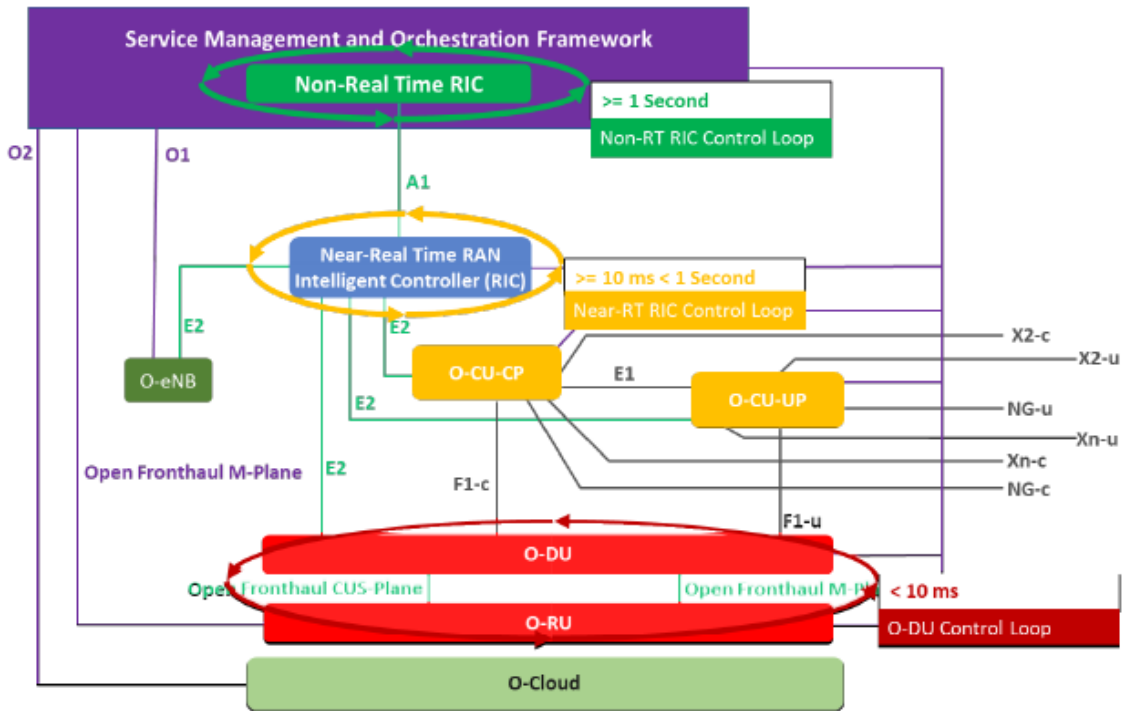 Service Management and Orchestration Framework
Non-Real Time RIC
>= 1 Second
Non-RT RIC Control Loop
O2
O1
A1
Near-Real Time RAN
Intelligent Controller (RIC)
>= 10 ms < 1 Second
Near-RT RIC Control Loop
E2
E2
X2-c
X2-u
O-eNB
O-CU-CP
E1
O-CU-UP
E2
NG-u
Xn-u
Open Fronthaul M-Plane
E2
Xn-c
F1-c
NG-c
F1-u
O-DU
Open Fronthaul CUS-Plane
Open Fronthaul
< 10 ms
O-RU
O-DU Control Loop
O-Cloud